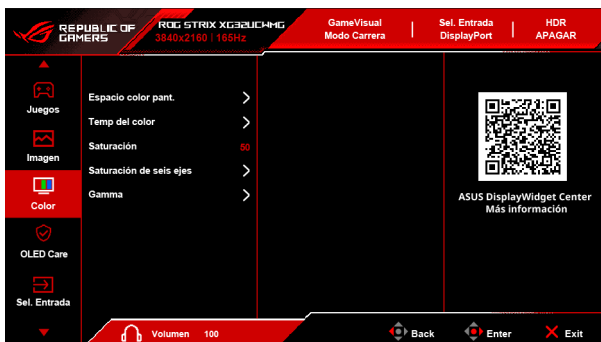 REPUBLIC OF
GAMERS
ROG STRIX XG32UCWMG
3840x2160 | 165Hz
GameVisual
Modo Carrera
Sel. Entrada
DisplayPort
HDR
APAGAR
Juegos
Imagen
Color
OLED Care
Sel. Entrada
Espacio color pant.
Temp del color
Saturación 50
Saturación de seis ejes
Gamma
ASUS DisplayWidget Center
Más información
Volumen 100
Back
Enter
Exit